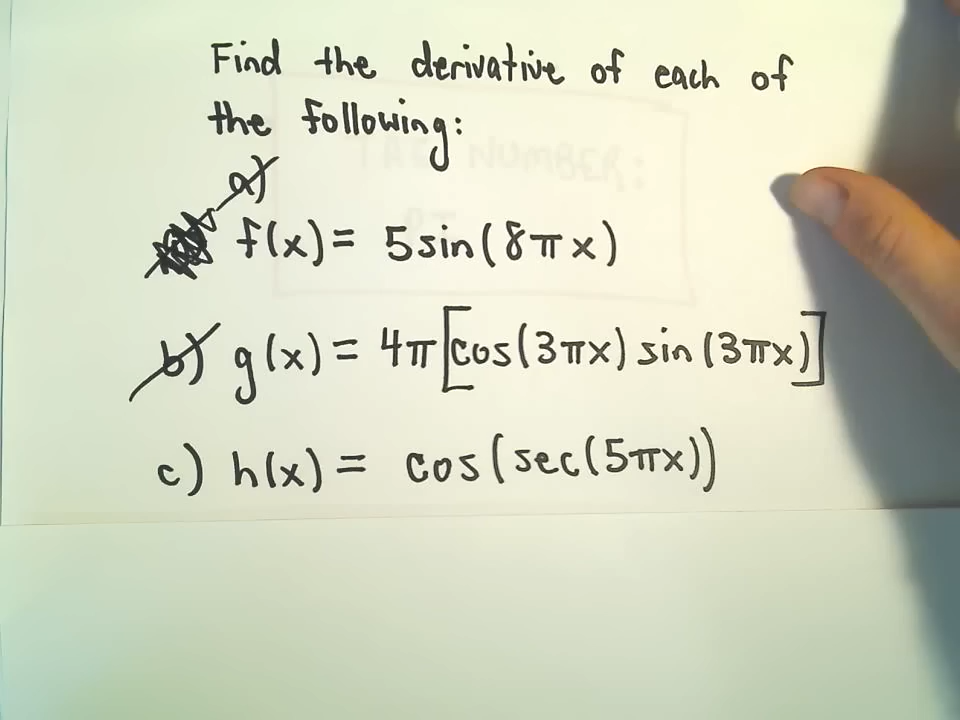 Find the derivative of each of
the following:
a)
f(x) = 5sin(8πx)
b) g(x) = 4π[cos(3πx) sin(3πx)]
c) h(x) = cos(sec(5πx))